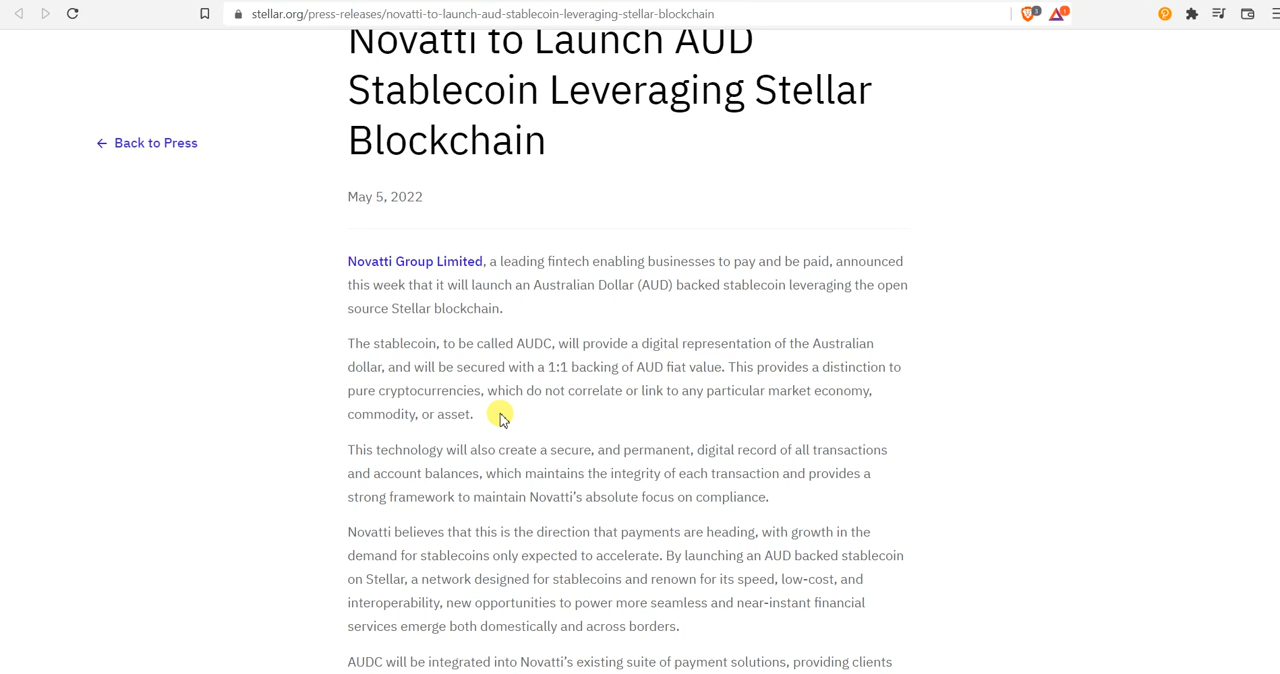 stellar.org/press-releases/novatti-to-launch-aud-stablecoin-leveraging-stellar-blockchain
Novatti to Launch AUD
Stablecoin Leveraging Stellar
Blockchain
← Back to Press
May 5, 2022
Novatti Group Limited, a leading fintech enabling businesses to pay and be paid, announced
this week that it will launch an Australian Dollar (AUD) backed stablecoin leveraging the open
source Stellar blockchain.
The stablecoin, to be called AUDC, will provide a digital representation of the Australian
dollar, and will be secured with a 1:1 backing of AUD fiat value. This provides a distinction to
pure cryptocurrencies, which do not correlate or link to any particular market economy,
commodity, or asset.
This technology will also create a secure, and permanent, digital record of all transactions
and account balances, which maintains the integrity of each transaction and provides a
strong framework to maintain Novatti's absolute focus on compliance.
Novatti believes that this is the direction that payments are heading, with growth in the
demand for stablecoins only expected to accelerate. By launching an AUD backed stablecoin
on Stellar, a network designed for stablecoins and renown for its speed, low-cost, and
interoperability, new opportunities to power more seamless and near-instant financial
services emerge both domestically and across borders.
AUDC will be integrated into Novatti's existing suite of payment solutions, providing clients